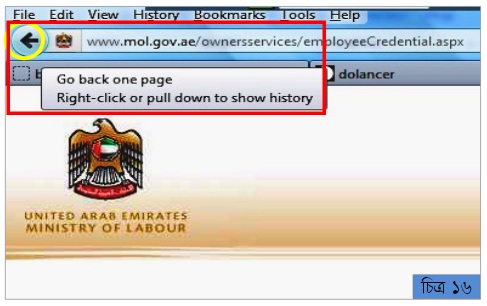 File Edit View History Bookmarks Tools Help
www.mol.gov.ae/ownersservices/employeeCredential.aspx
dolancer
Go back one page
Right-click or pull down to show history
UNITED ARAB EMIRATES
MINISTRY OF LABOUR
চিত্র ১৬